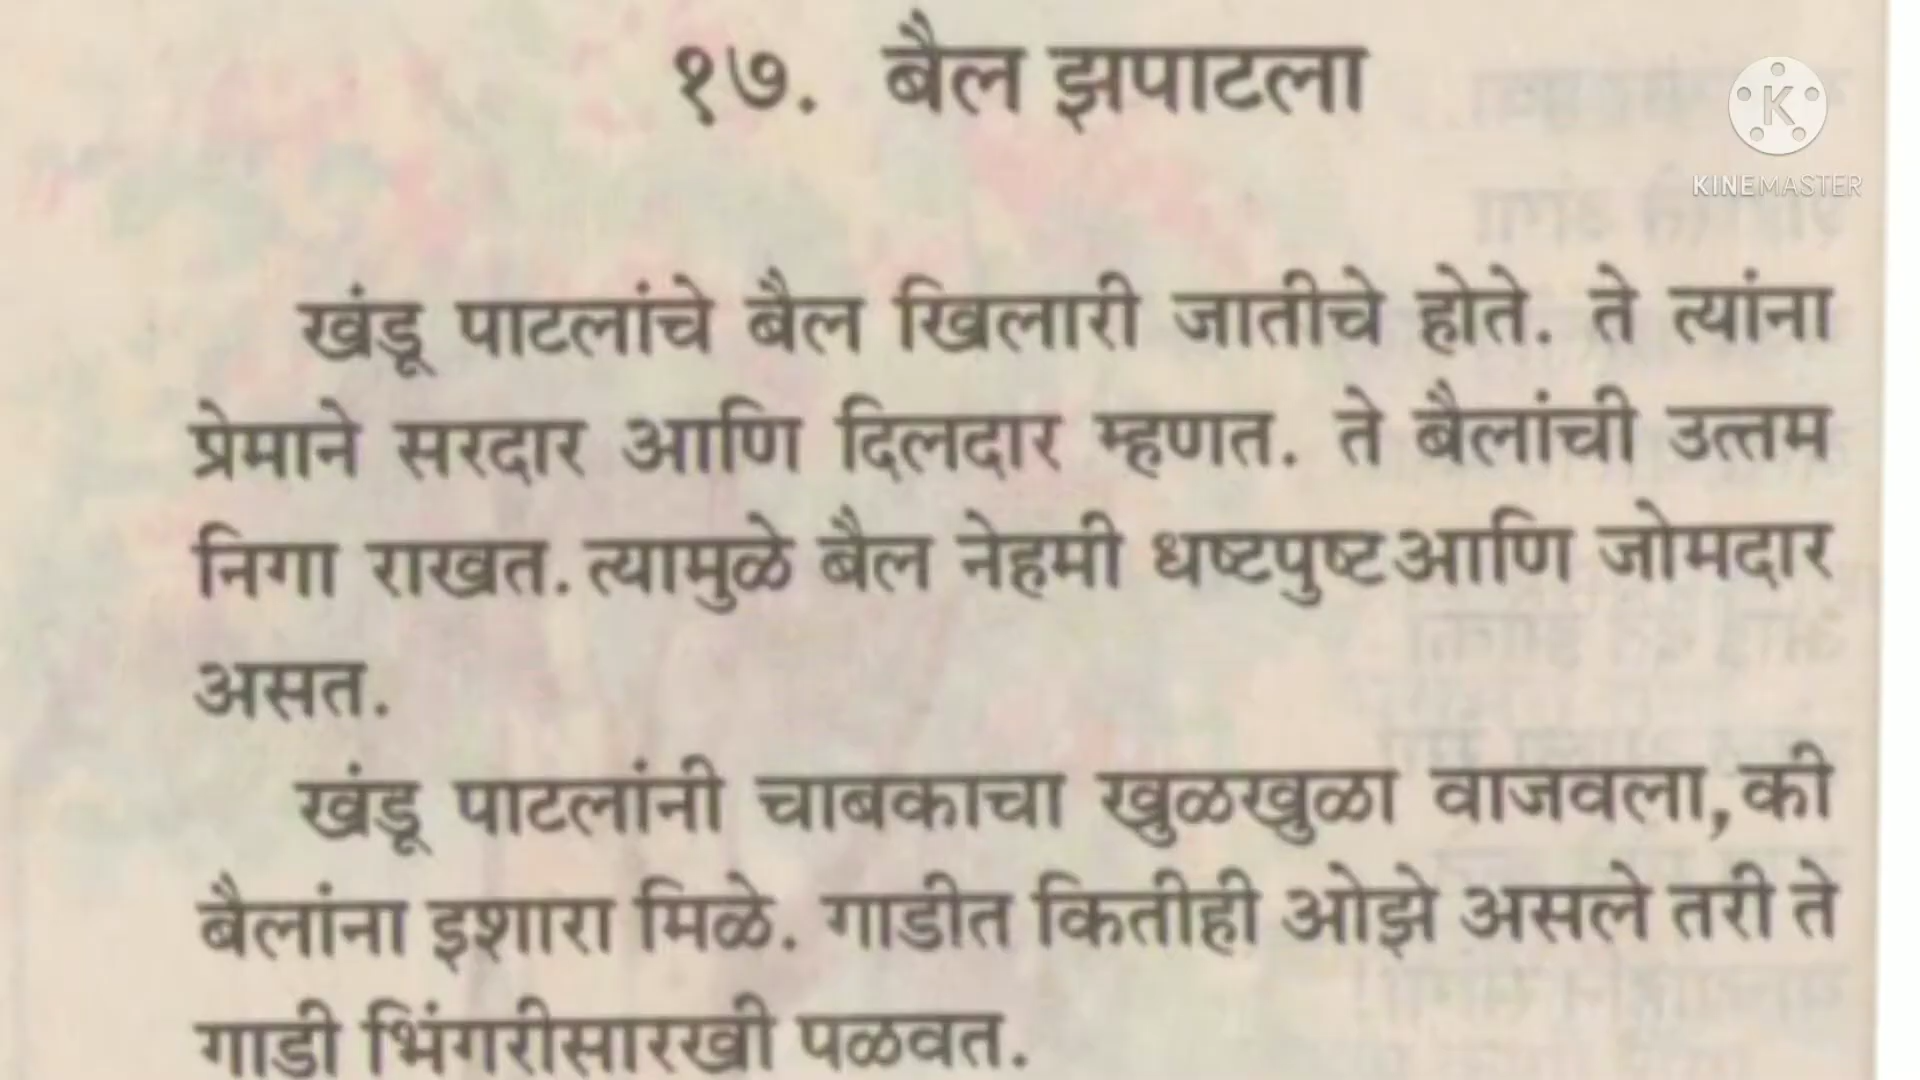 १७. बैल झपाटला
KINEMASTER
खंडू पाटलांचे बैल खिलारी जातीचे होते. ते त्यांना
प्रेमाने सरदार आणि दिलदार म्हणत. ते बैलांची उत्तम
निगा राखत. त्यामुळे बैल नेहमी धष्टपुष्ट आणि जोमदार
असत.
खंडू पाटलांनी चाबकाचा खुळखुळा वाजवला, की
बैलांना इशारा मिळे. गाडीत कितीही ओझे असले तरी ते
गाडी भिंगरीसारखी पळवत.